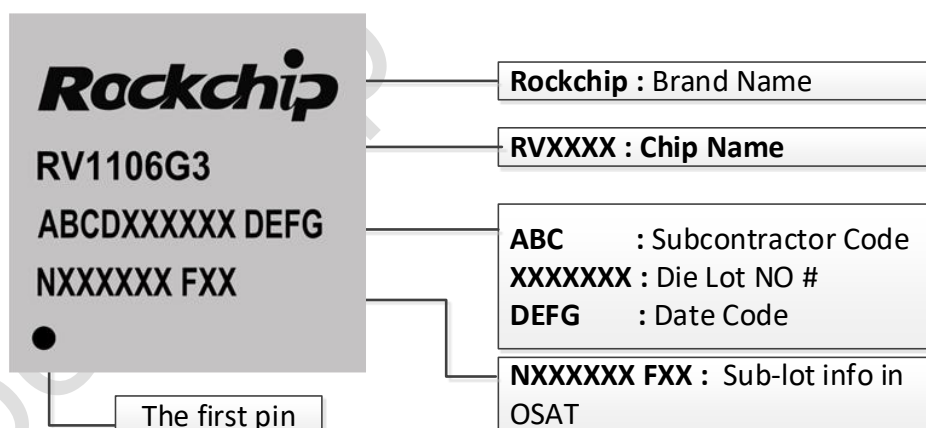 Rockchip
RV1106G3
ABCDXXXXXX DEFG
NXXXXXX FXX
The first pin
Rockchip : Brand Name
RVXXXX : Chip Name
ABC : Subcontractor Code
XXXXXXX : Die Lot NO #
DEFG : Date Code
NXXXXXX FXX : Sub-lot info in
OSAT